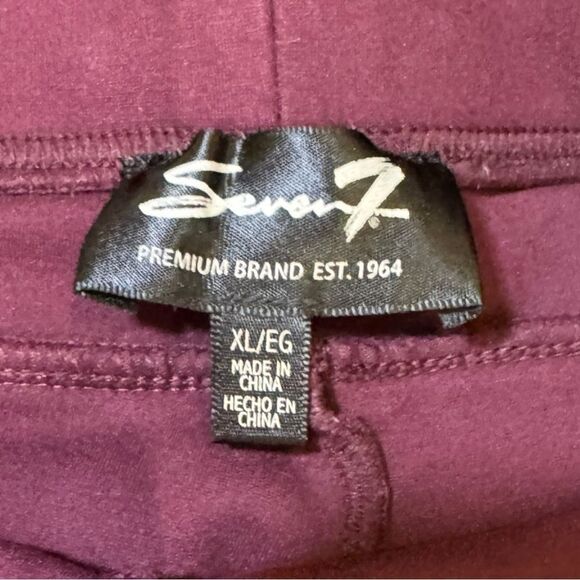 Seven7®
PREMIUM BRAND EST. 1964
XL/EG
MADE IN
CHINA
HECHO EN
CHINA